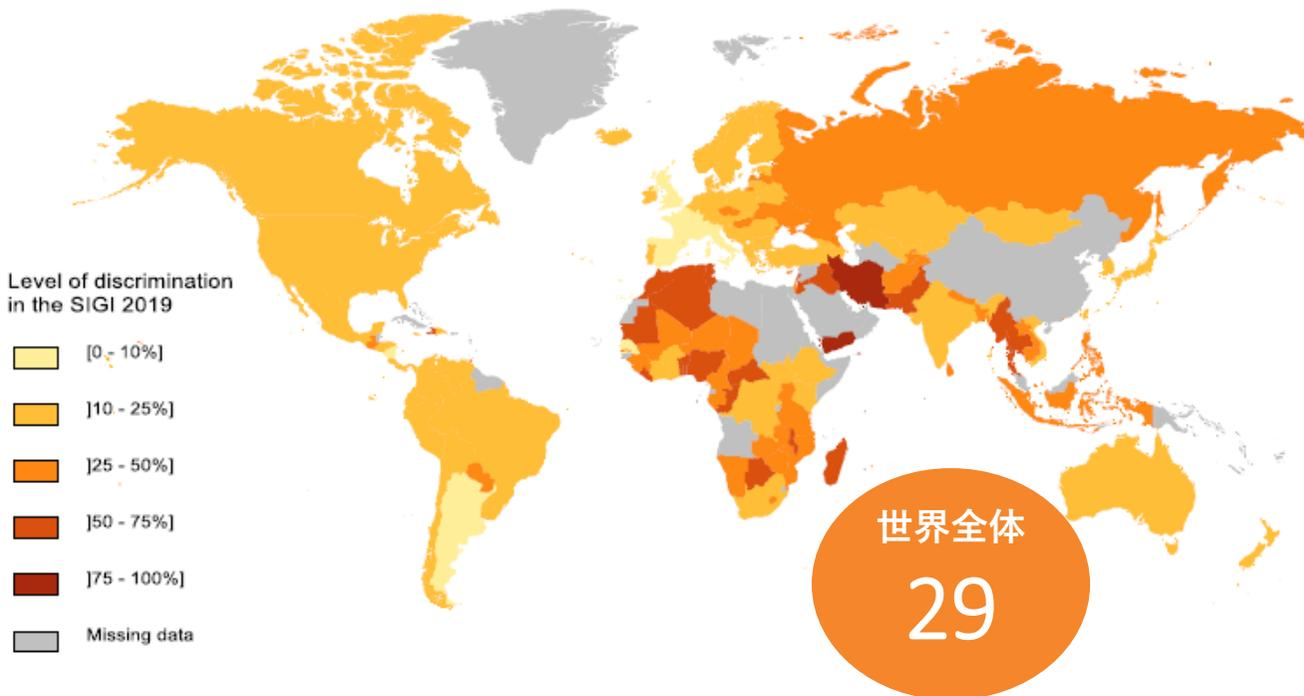 Level of discrimination
in the SIGI 2019
[0 - 10%]
]10 - 25%]
]25 - 50%]
]50 - 75%]
]75 - 100%]
Missing data
世界全体
29